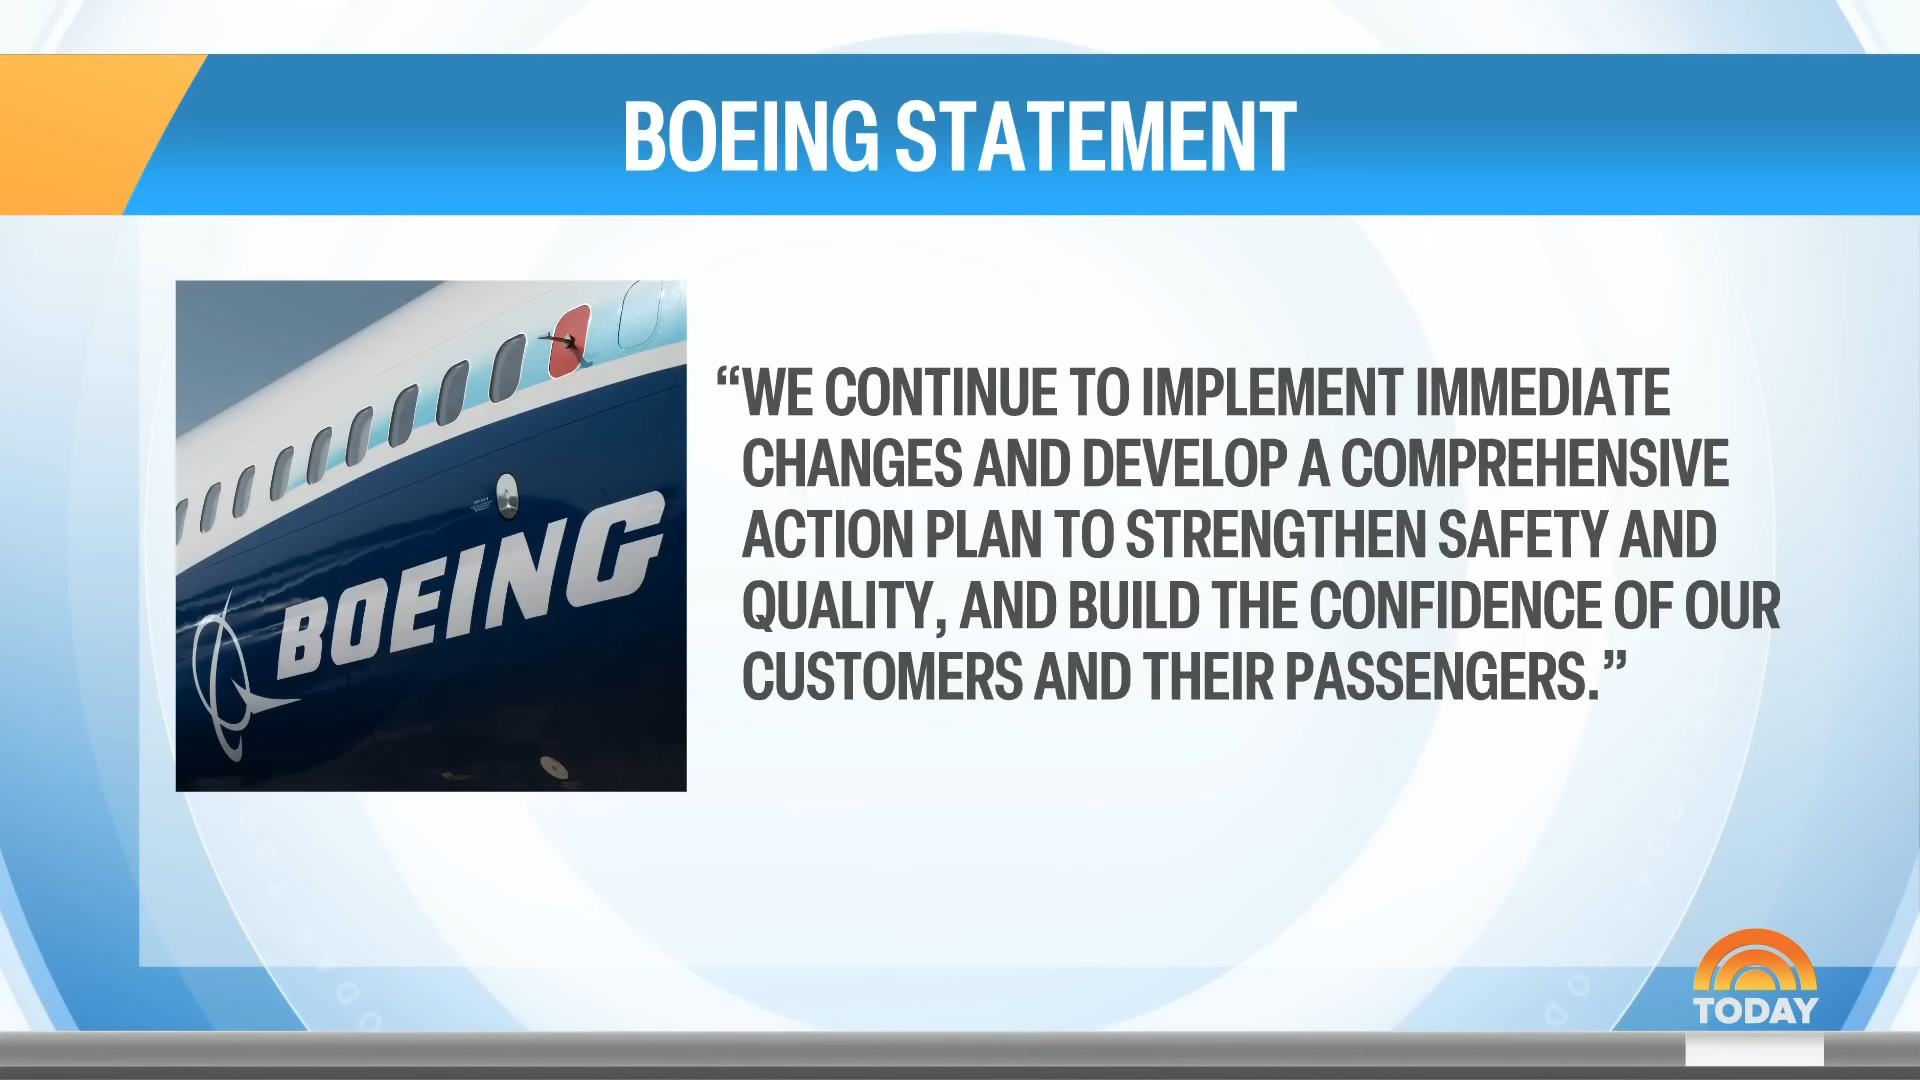 BOEING STATEMENT
BOEING
“WE CONTINUE TO IMPLEMENT IMMEDIATE
CHANGES AND DEVELOP A COMPREHENSIVE
ACTION PLAN TO STRENGTHEN SAFETY AND
QUALITY, AND BUILD THE CONFIDENCE OF OUR
CUSTOMERS AND THEIR PASSENGERS.”
TODAY